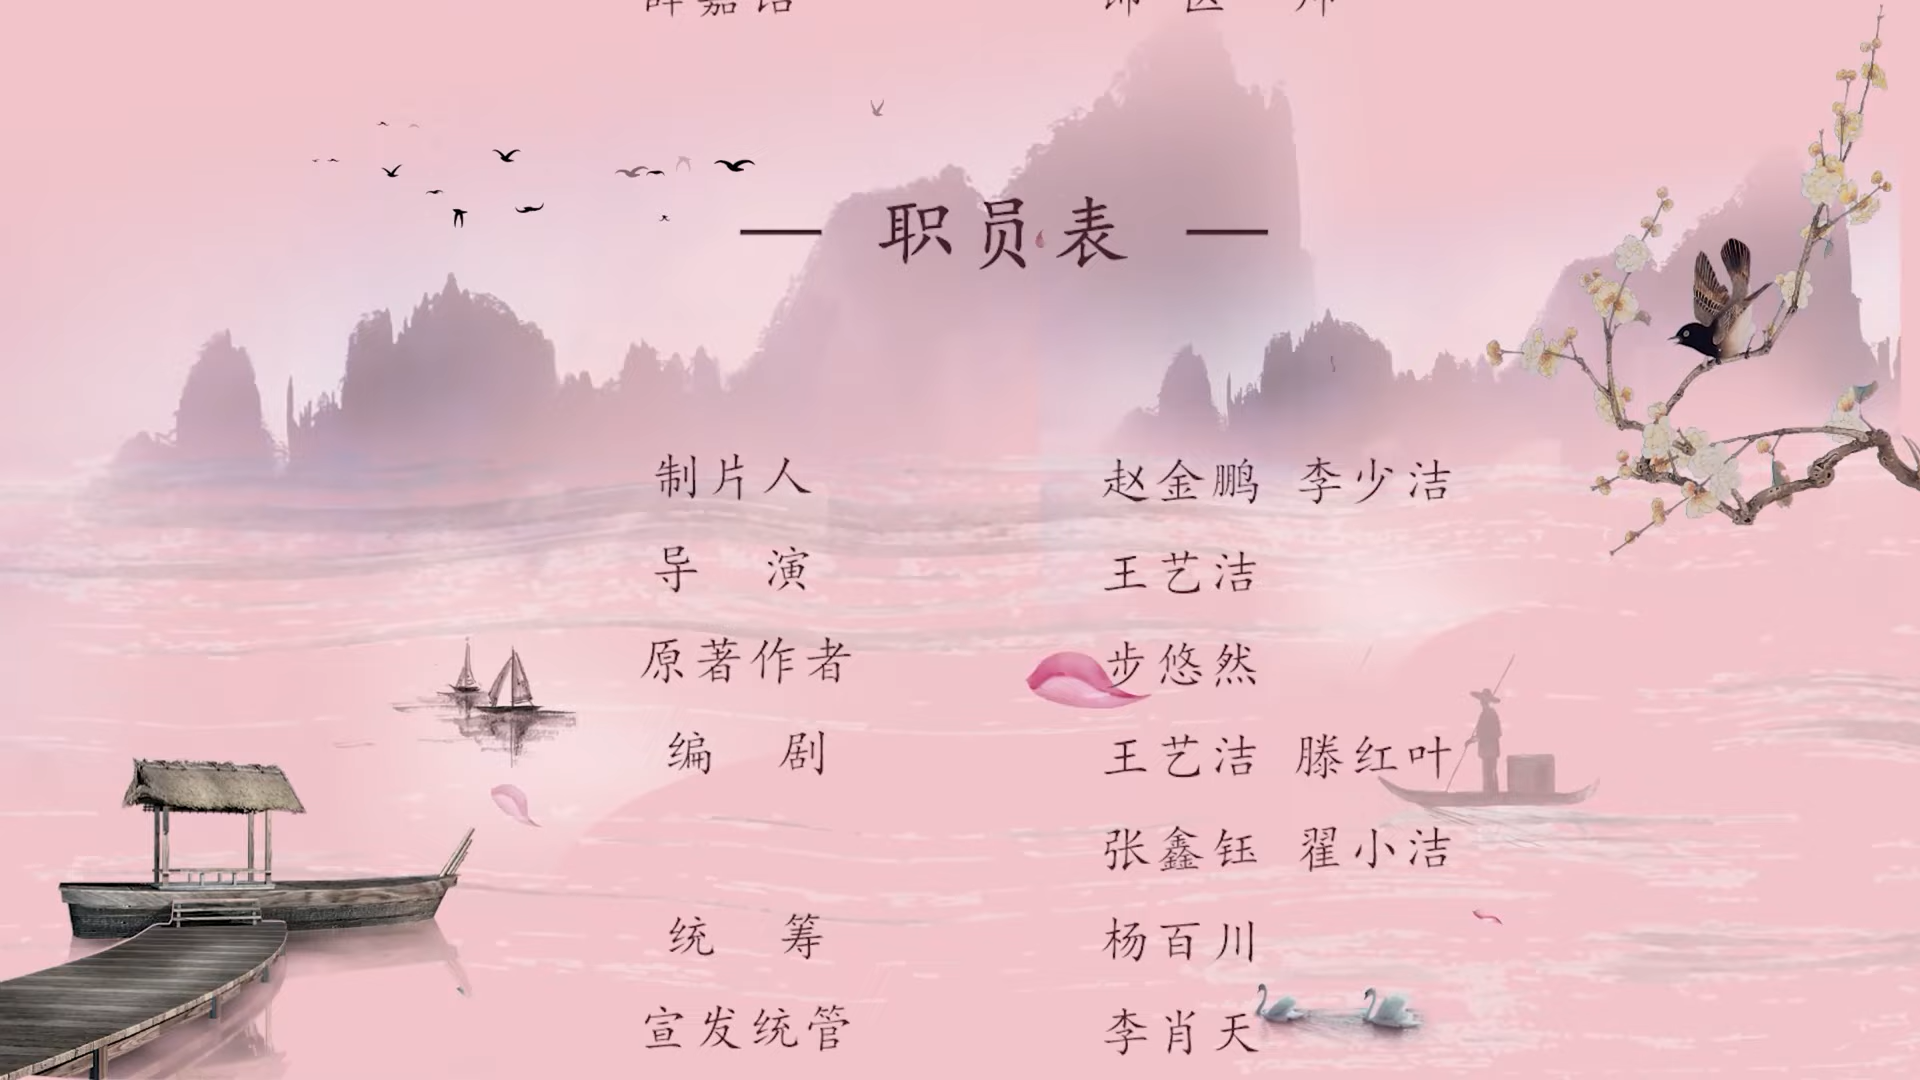 — 职员表 —
制片人 赵金鹏 李少洁
导 演 王艺洁
原著作者 步悠然
编 剧 王艺洁 滕红叶
张鑫钰 翟小洁
统 筹 杨百川
宣发统管 李肖天